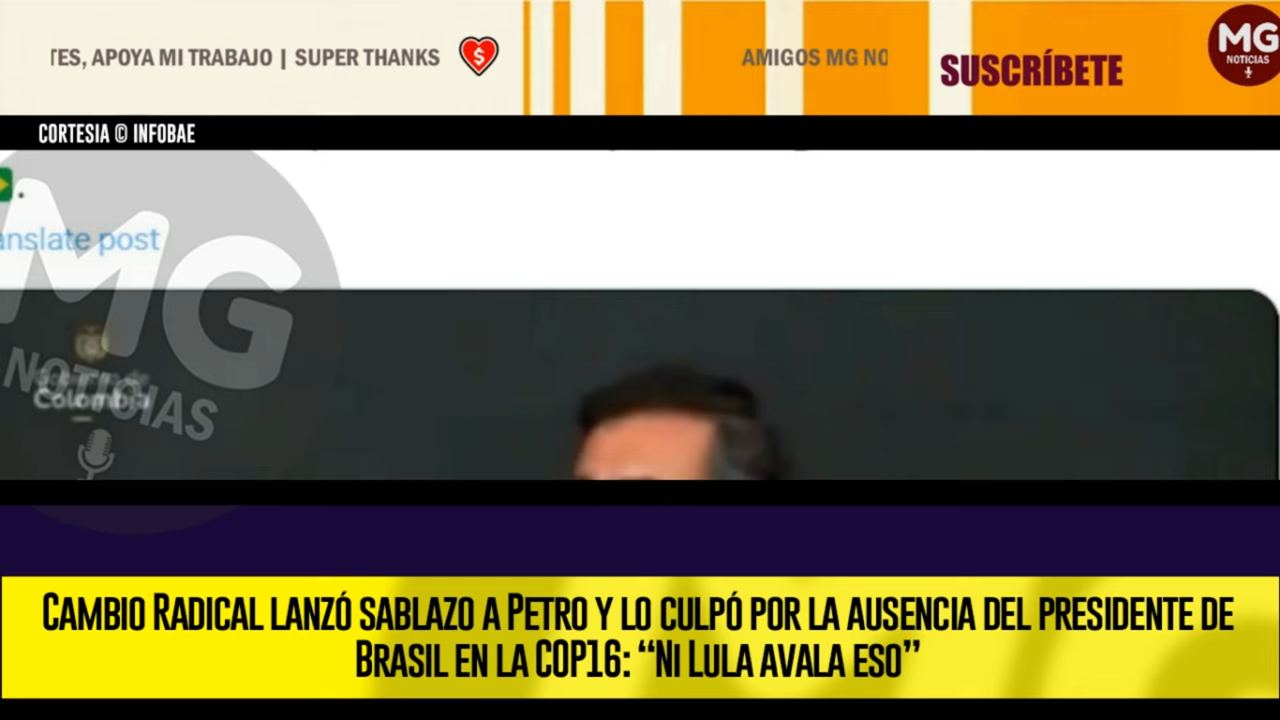 TES, APOYA MI TRABAJO | SUPER THANKS
AMIGOS MG NO
SUSCRÍBETE
MG
NOTICIAS
CORTESIA © INFOBAE
anslate post
MG
NOTICIAS
Colombia
CAMBIO RADICAL LANZÓ SABLAZO A PETRO Y LO CULPÓ POR LA AUSENCIA DEL PRESIDENTE DE
BRASIL EN LA COP16: “NI LULA AVALA ESO”